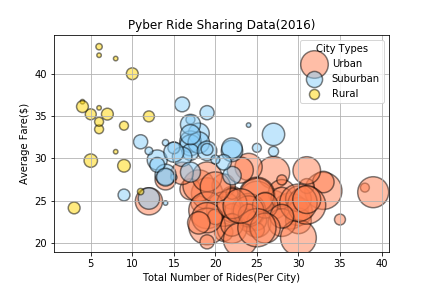 Pyber Ride Sharing Data(2016)
City Types
Urban
Suburban
Rural
Average Fare($)
40
35
30
25
20
5 10 15 20 25 30 35 40
Total Number of Rides(Per City)